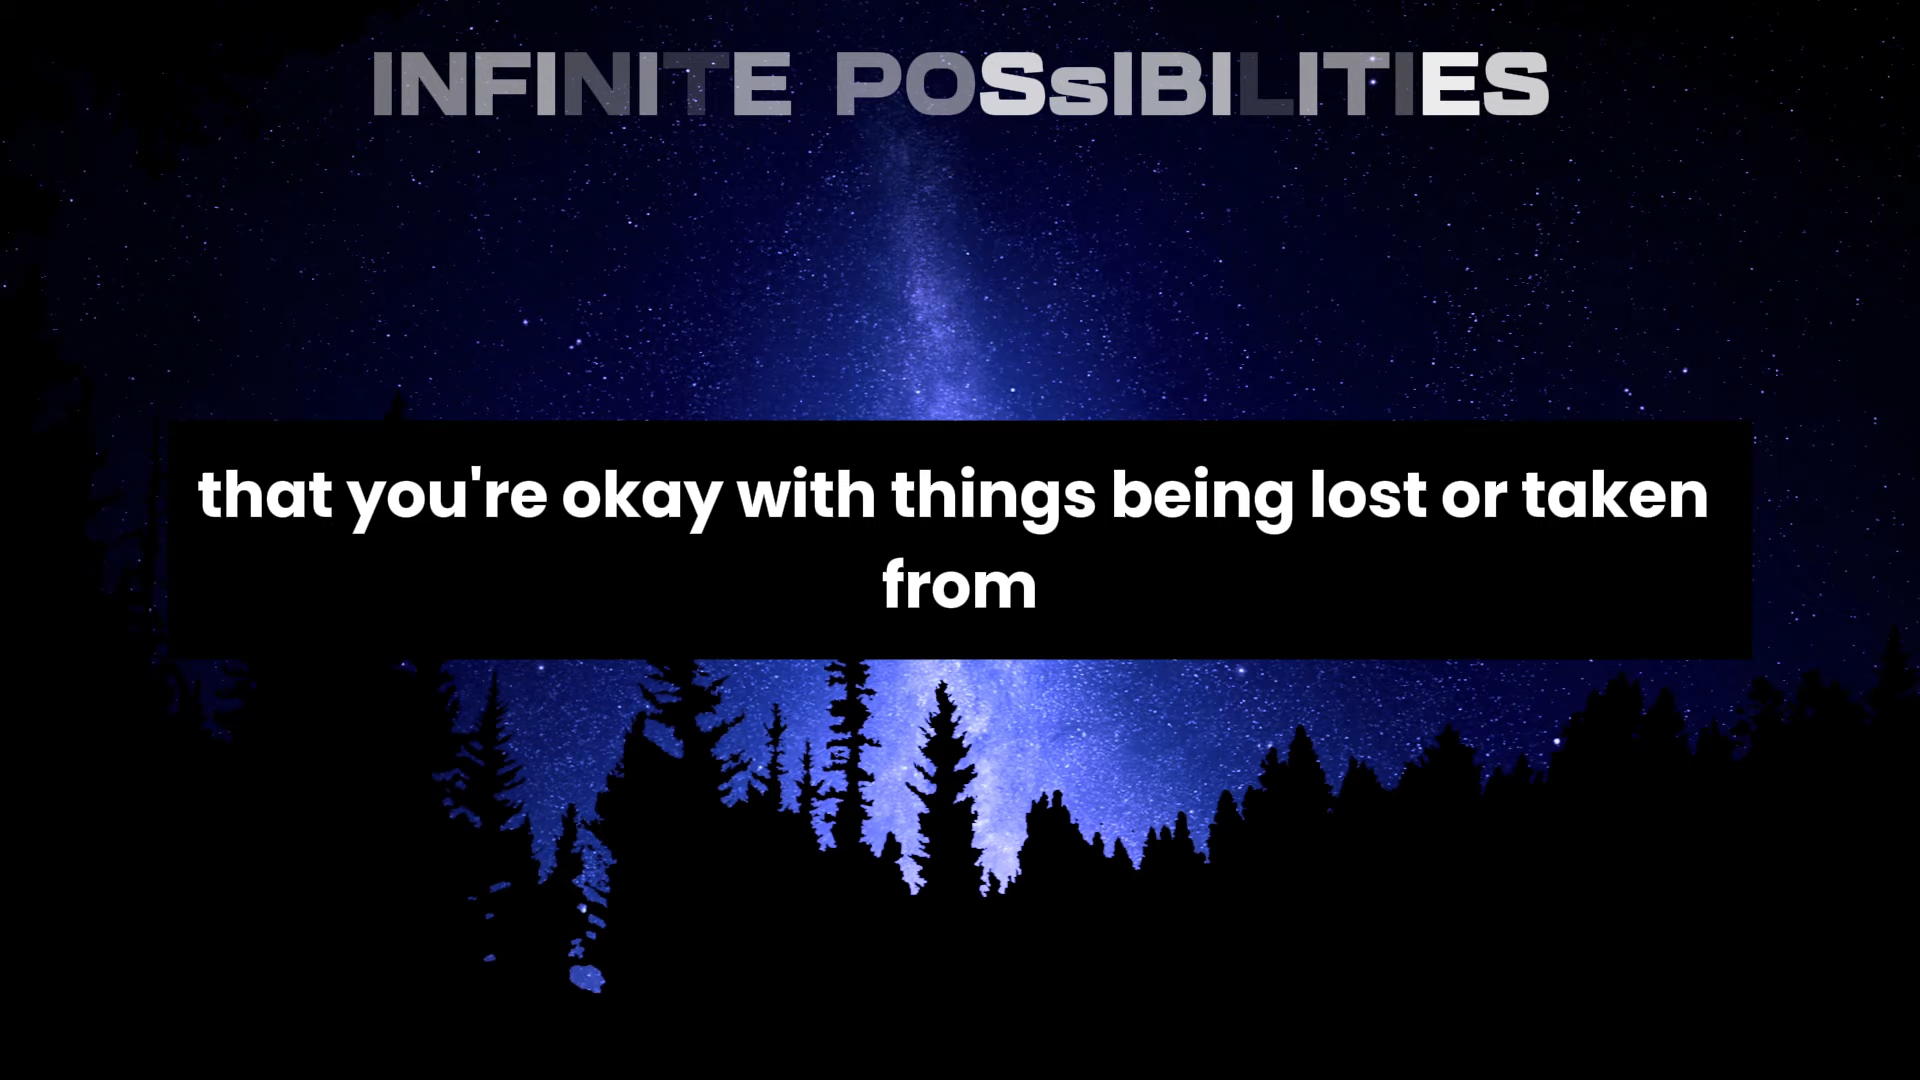 INFINITE POSsIBILITIES
that you're okay with things being lost or taken
from